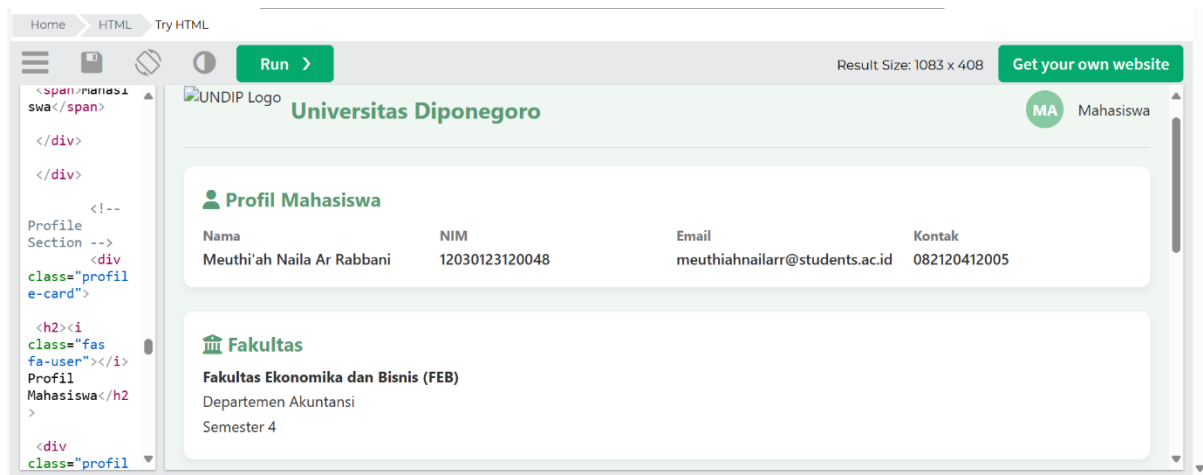 Home HTML Try HTML
Run ❯ Result Size: 1083 x 408 Get your own website
<span>Mahasi
swa</span>
</div>
</div>
<!--
Profile
Section -->
<div
class="profil
e-card">
<h2><i
class="fas
fa-user"></i>
Profil
Mahasiswa</h2
>
<div
class="profil
UNDIP Logo Universitas Diponegoro MA Mahasiswa
Profil Mahasiswa
Nama NIM Email Kontak
Meuthi'ah Naila Ar Rabbani 12030123120048 meuthiahnailarr@students.ac.id 082120412005
Fakultas
Fakultas Ekonomika dan Bisnis (FEB)
Departemen Akuntansi
Semester 4